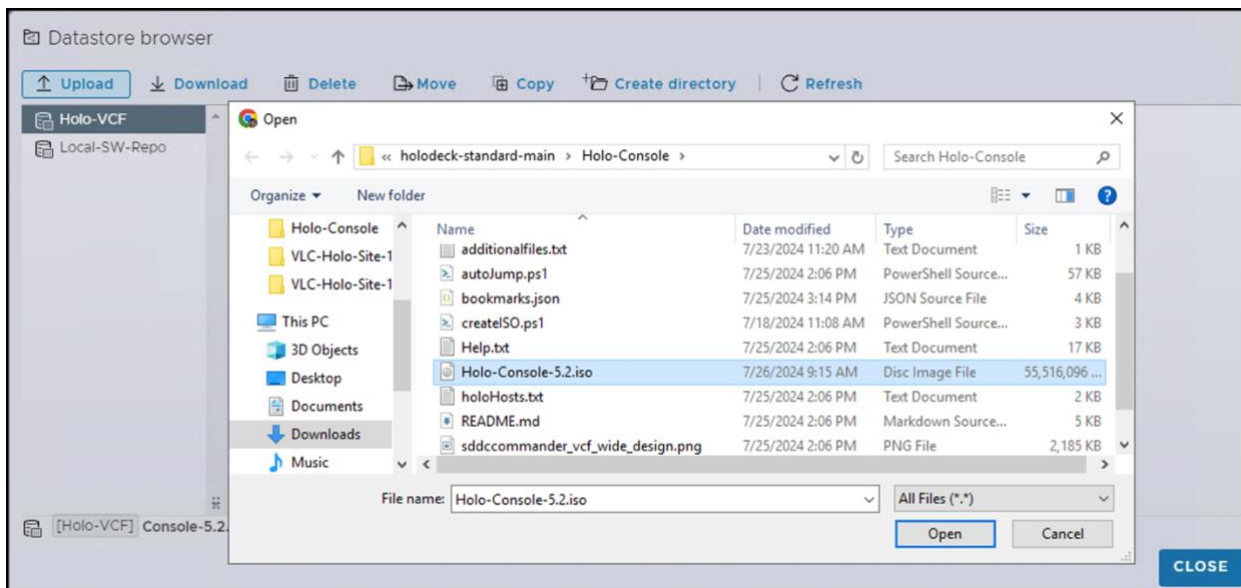 Datastore browser
Upload Download Delete Move Copy Create directory | Refresh
Holo-VCF
Local-SW-Repo
Open
« holodeck-standard-main > Holo-Console >
Search Holo-Console
Organize New folder
Holo-Console
VLC-Holo-Site-1
VLC-Holo-Site-1
This PC
3D Objects
Desktop
Documents
Downloads
Music
Name Date modified Type Size
additionalfiles.txt 7/23/2024 11:20 AM Text Document 1 KB
autoJump.ps1 7/25/2024 2:06 PM PowerShell Source... 57 KB
bookmarks.json 7/25/2024 3:14 PM JSON Source File 4 KB
createISO.ps1 7/18/2024 11:08 AM PowerShell Source... 3 KB
Help.txt 7/25/2024 2:06 PM Text Document 17 KB
Holo-Console-5.2.iso 7/26/2024 9:15 AM Disc Image File 55,516,096 ...
holoHosts.txt 7/25/2024 2:06 PM Text Document 2 KB
README.md 7/25/2024 2:06 PM Markdown Source... 5 KB
sddccommander_vcf_wide_design.png 7/25/2024 2:06 PM PNG File 2,185 KB
File name: Holo-Console-5.2.iso All Files (*.*)
Open Cancel
[Holo-VCF] Console-5.2.
CLOSE